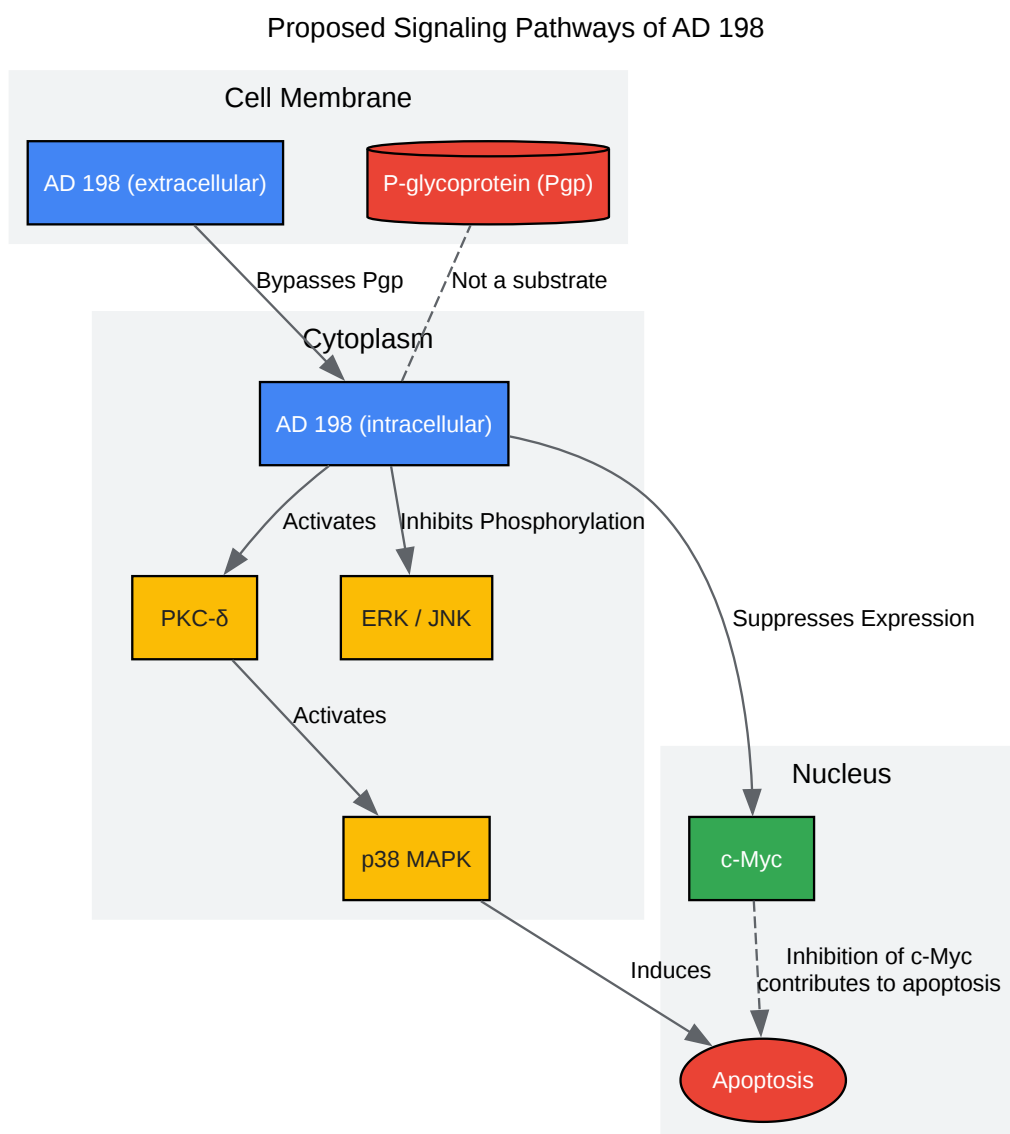 Proposed Signaling Pathways of AD 198
Cell Membrane
AD 198 (extracellular)
P-glycoprotein (Pgp)
Bypasses Pgp
Not a substrate
Cytoplasm
AD 198 (intracellular)
Activates
Inhibits Phosphorylation
PKC-δ
ERK / JNK
Suppresses Expression
Activates
Nucleus
p38 MAPK
c-Myc
Induces
Inhibition of c-Myc
contributes to apoptosis
Apoptosis